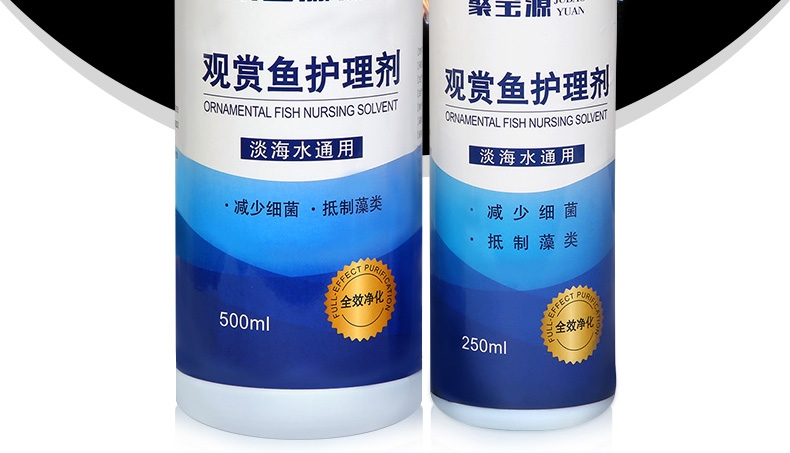 观赏鱼护理剂
ORNAMENTAL FISH NURSING SOLVENT
淡海水通用
·减少细菌 ·抵制藻类
FULL-EFFECT PURIFICATION
全效净化
500ml
聚宝源
YUAN
观赏鱼护理剂
ORNAMENTAL FISH NURSING SOLVENT
淡海水通用
· 减少细菌
· 抵制藻类
FULL-EFFECT PURIFICATION
全效净化
250ml